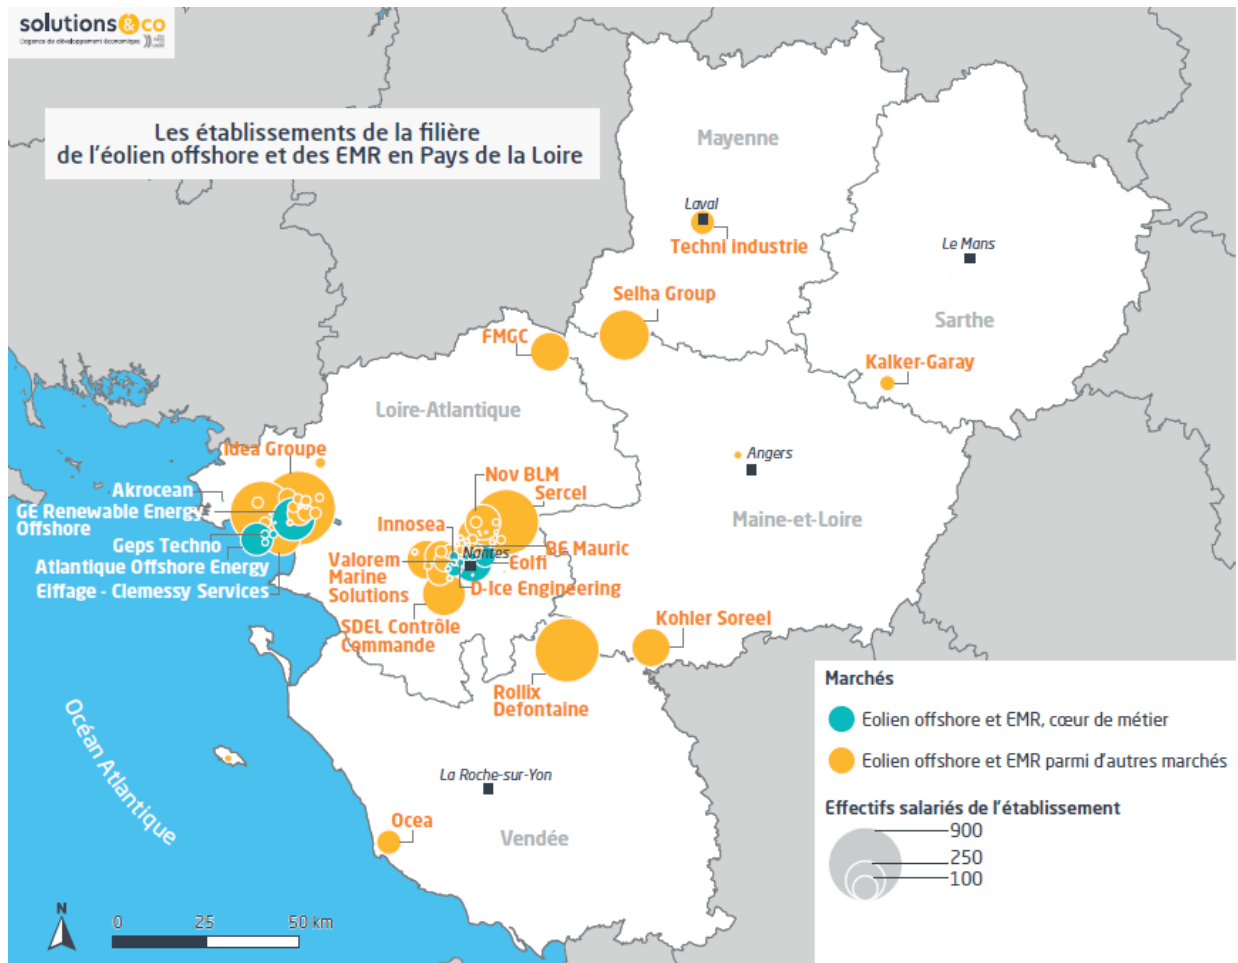 solutions&co
L'agence de développement économique
Les établissements de la filière
de l'éolien offshore et des EMR en Pays de la Loire
Mayenne
Laval
Techni industrie
Le Mans
Sarthe
Selha Group
FMGC
Kalker-Garay
Loire-Atlantique
Idea Groupe
Angers
Maine-et-Loire
Nov BLM
Sercel
Akrocean
GE Renewable Energy
Offshore
Innosea
Geps Techno
BE Mauric
Nantes
Eolfi
Atlantique Offshore Energy
Valorem
Marine
Solutions
D-Ice Engineering
Eiffage - Clemessy Services
SDEL Contrôle
Commande
Kohler Soreel
Rollix
Defontaine
Océan Atlantique
La Roche-sur-Yon
Vendée
Ocea
Marchés
Eolien offshore et EMR, cœur de métier
Eolien offshore et EMR parmi d'autres marchés
Effectifs salariés de l'établissement
900
250
100
N
0 25 50 km